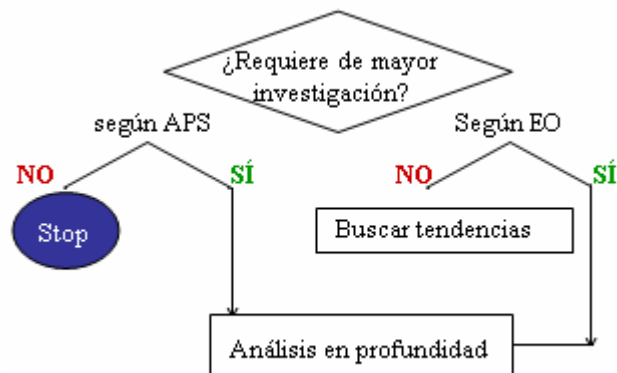 ¿Requiere de mayor
investigación?
según APS
Según EO
NO
SÍ
NO
SÍ
Stop
Buscar tendencias
Análisis en profundidad